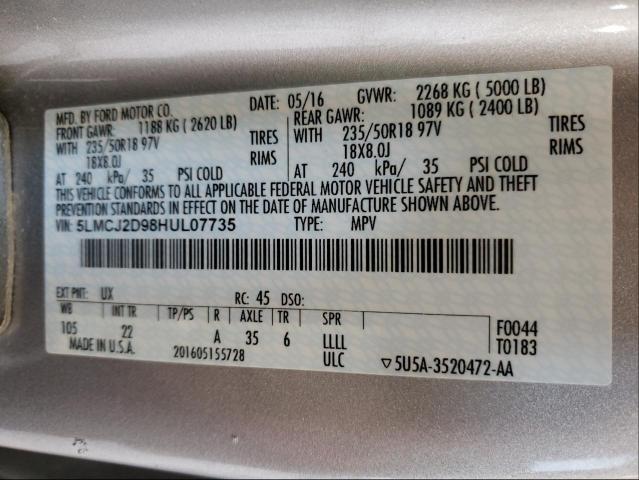 MFD. BY FORD MOTOR CO.
DATE: 05/16 GVWR: 2268 KG ( 5000 LB)
FRONT GAWR: 1188 KG ( 2620 LB)
REAR GAWR: 1089 KG ( 2400 LB)
WITH 235/50R18 97V TIRES
WITH 235/50R18 97V TIRES
18X8.0J RIMS
18X8.0J RIMS
AT 240 kPa/ 35 PSI COLD
AT 240 kPa/ 35 PSI COLD
THIS VEHICLE CONFORMS TO ALL APPLICABLE FEDERAL MOTOR VEHICLE SAFETY AND THEFT
PREVENTION STANDARDS IN EFFECT ON THE DATE OF MANUFACTURE SHOWN ABOVE.
VIN: 5LMCJ2D98HUL07735 TYPE: MPV
EXT PNT: UX RC: 45 DSO:
WB INT TR TP/PS R AXLE TR SPR
105 22 A 35 6 LLLL
F0044
MADE IN U.S.A. 201605155728 ULC
T0183
▽5U5A-3520472-AA